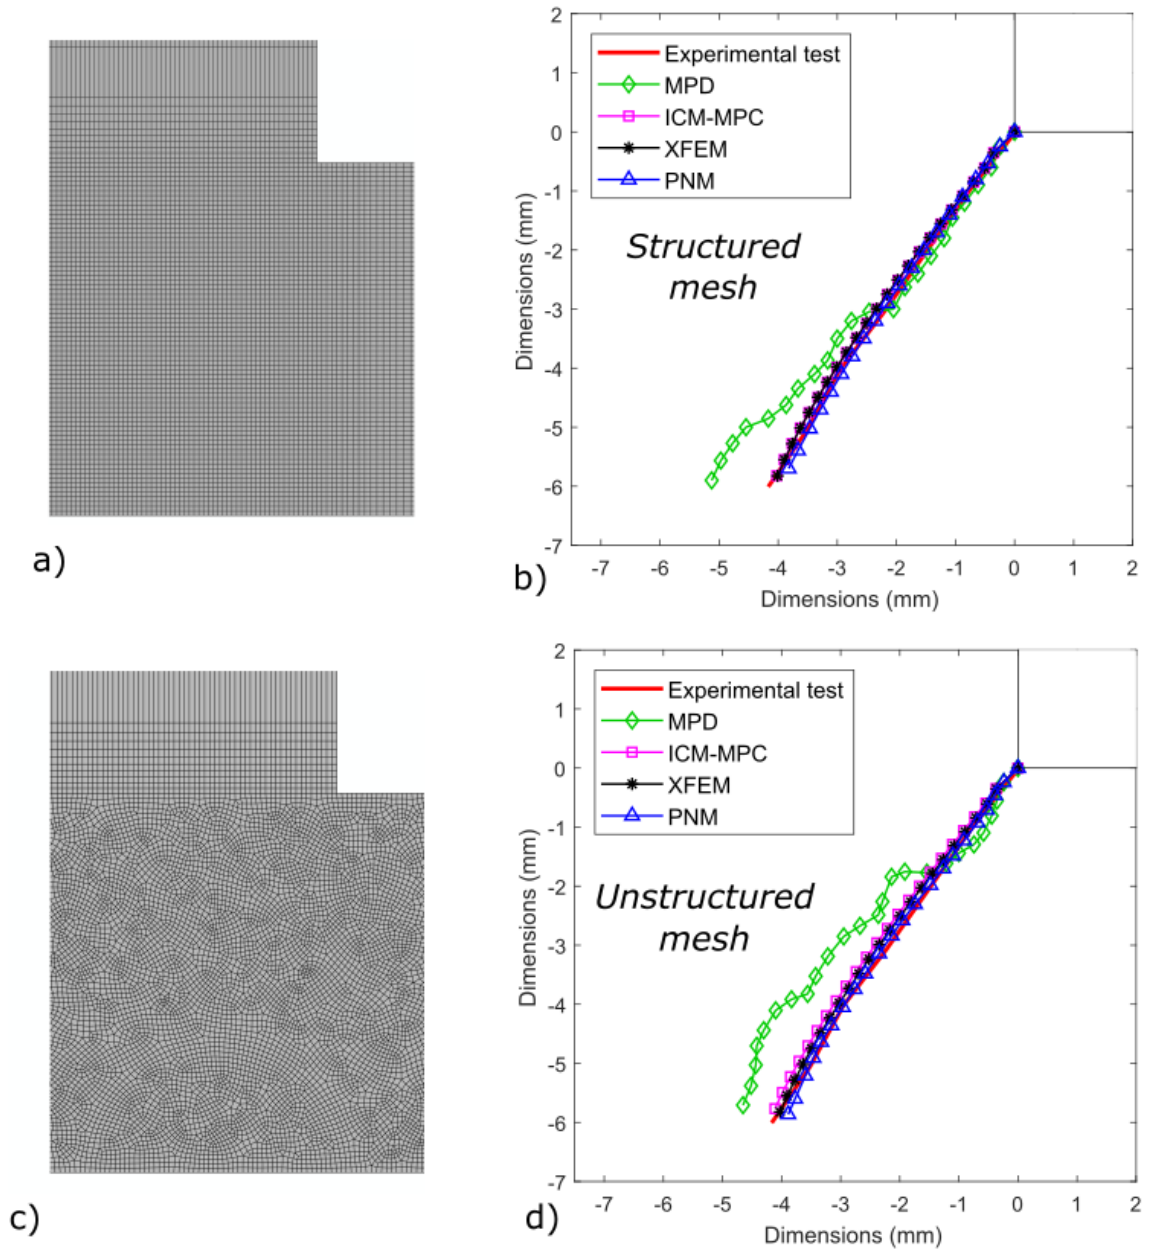 a)
2
1
0
-1
-2
-3
-4
-5
-6
-7
Dimensions (mm)
Experimental test
MPD
ICM-MPC
XFEM
PNM
Structured
mesh
-7 -6 -5 -4 -3 -2 -1 0 1 2
Dimensions (mm)
b)
c)
2
1
0
-1
-2
-3
-4
-5
-6
-7
Dimensions (mm)
Experimental test
MPD
ICM-MPC
XFEM
PNM
Unstructured
mesh
-7 -6 -5 -4 -3 -2 -1 0 1 2
Dimensions (mm)
d)